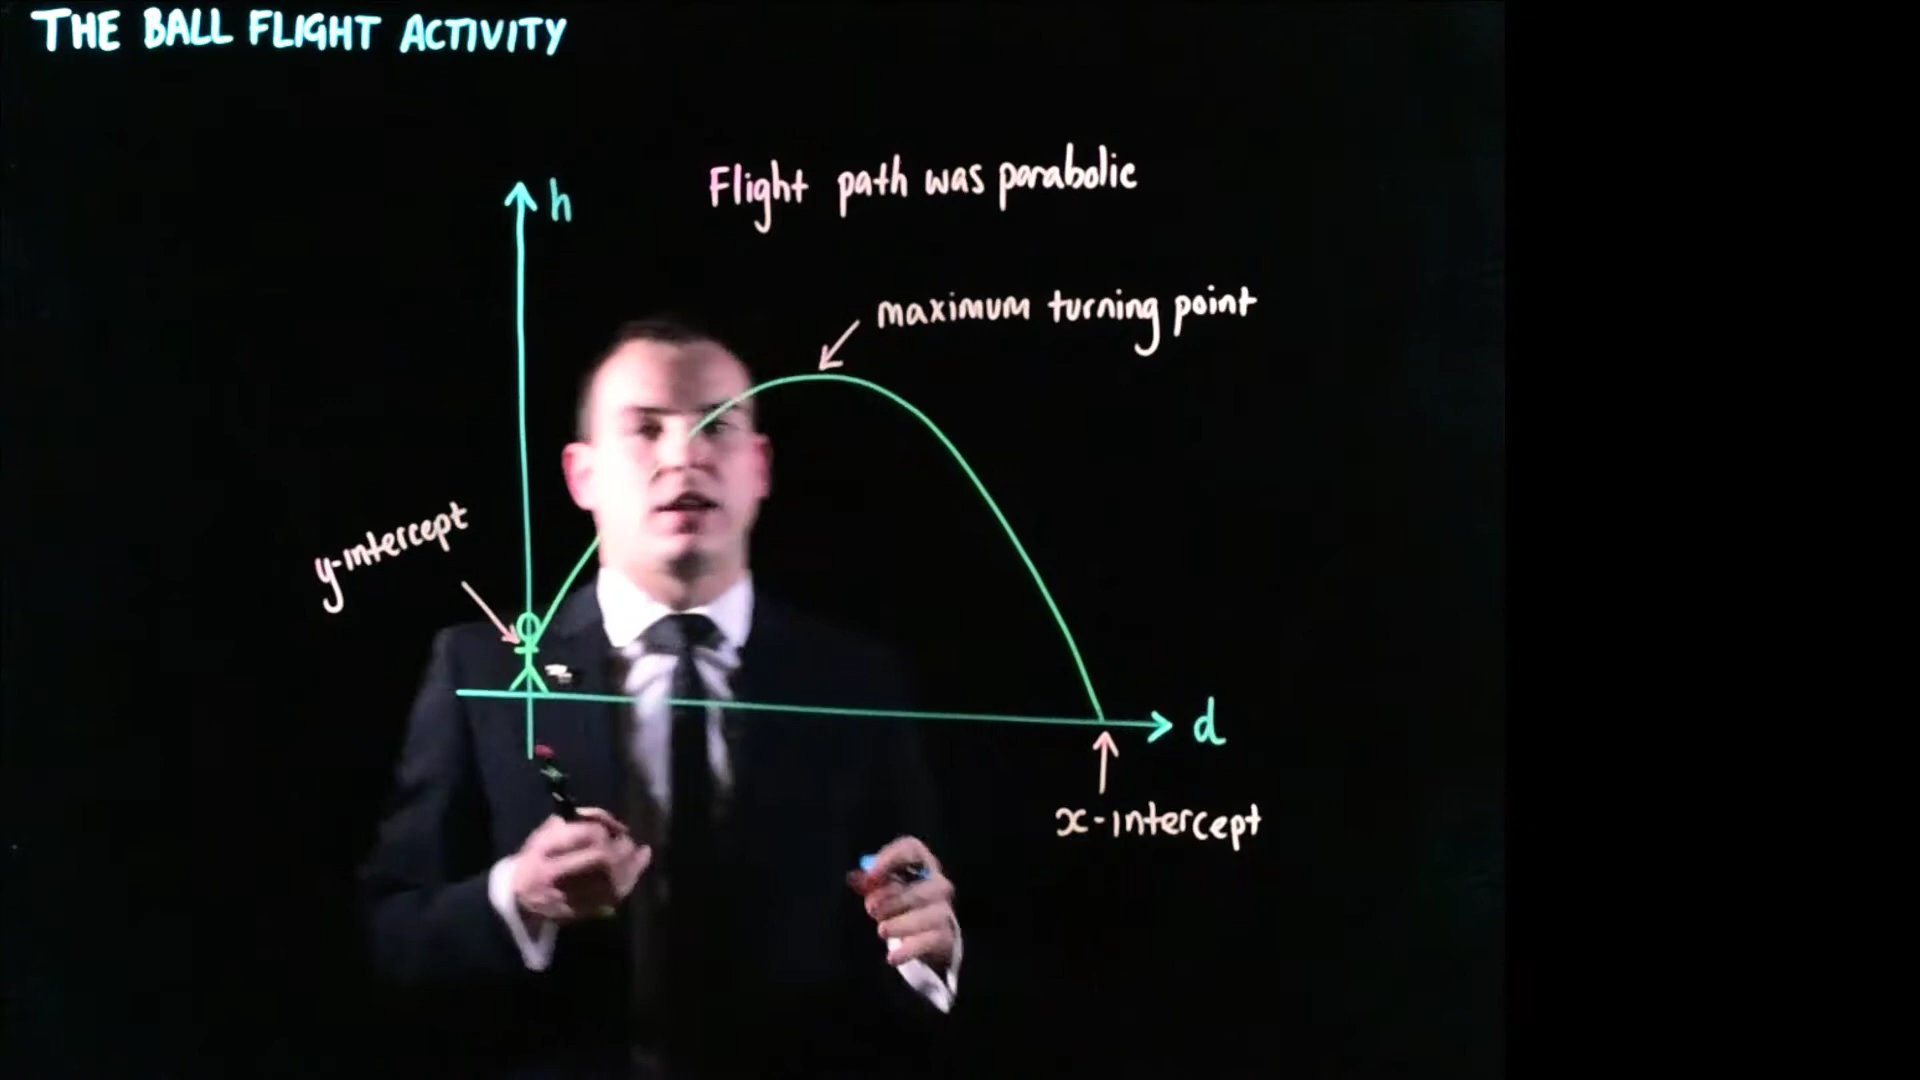 THE BALL FLIGHT ACTIVITY
Flight path was parabolic
h
maximum turning point
y-intercept
d
x-intercept